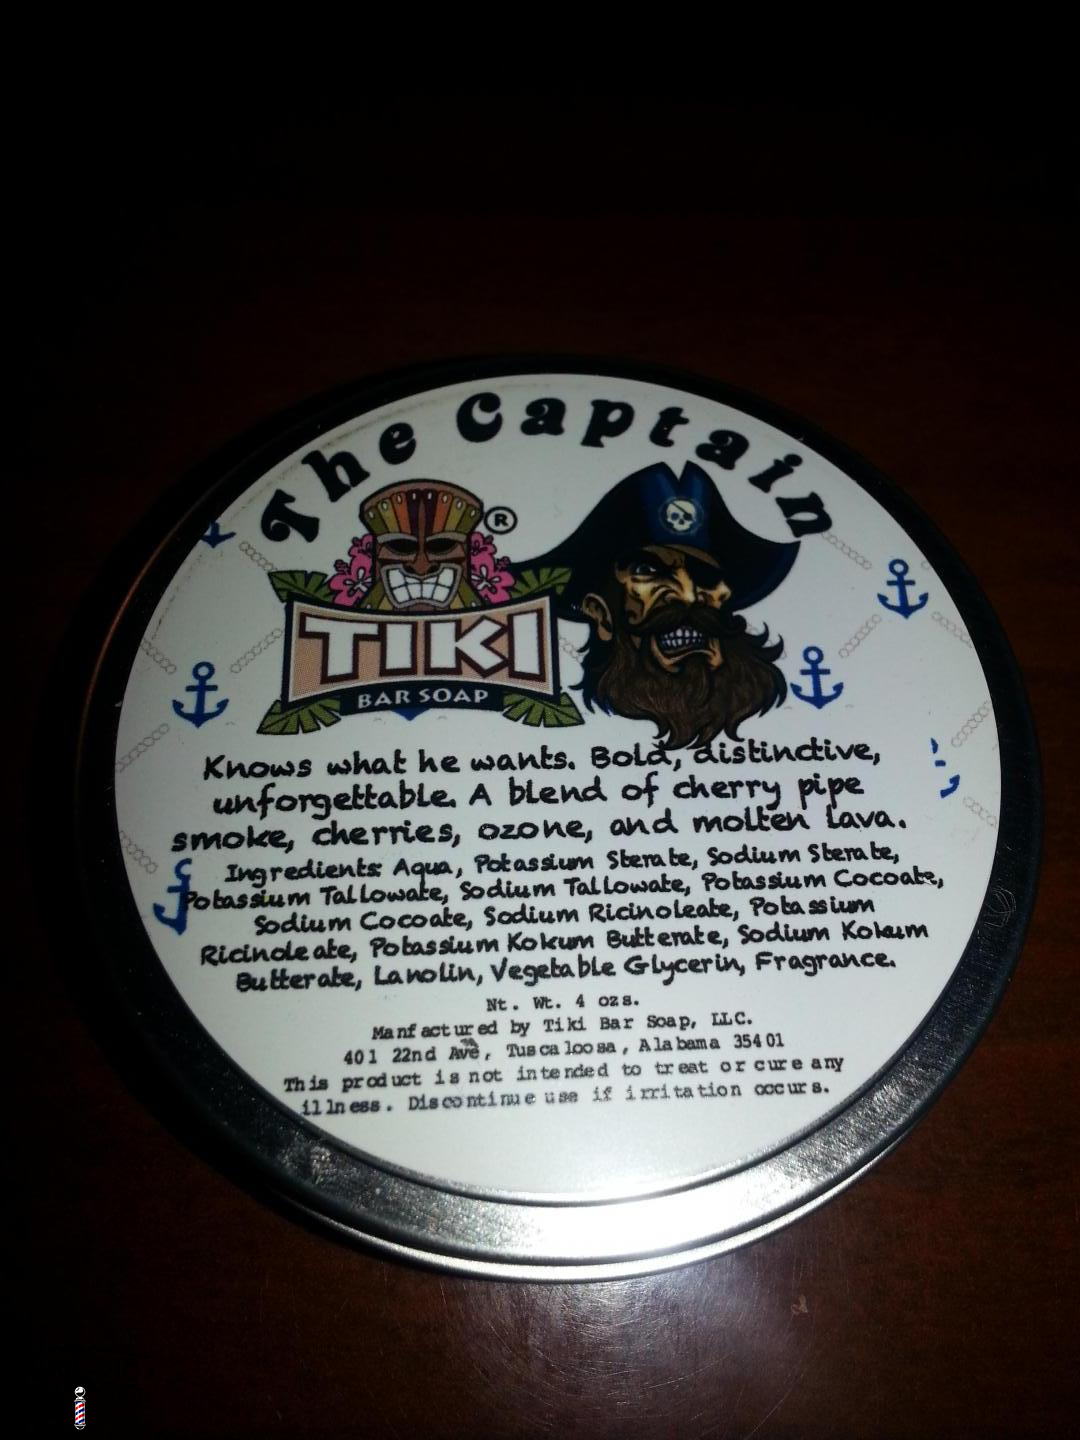 The Captain
®
TIKI
BAR SOAP
Knows what he wants. Bold, distinctive,
unforgettable. A blend of cherry pipe
smoke, cherries, ozone, and molten lava.
Ingredients: Aqua, Potassium Sterate, Sodium Sterate,
Potassium Tallowate, Sodium Tallowate, Potassium Cocoate,
Sodium Cocoate, Sodium Ricinoleate, Potassium
Ricinoleate, Potassium Kokum Butterate, Sodium Kokum
Butterate, Lanolin, Vegetable Glycerin, Fragrance.
Nt. Wt. 4 ozs.
Manfactured by Tiki Bar Soap, LLC.
401 22nd Ave, Tuscaloosa, Alabama 35401
This product is not intended to treat or cure any
illness. Discontinue use if irritation occurs.